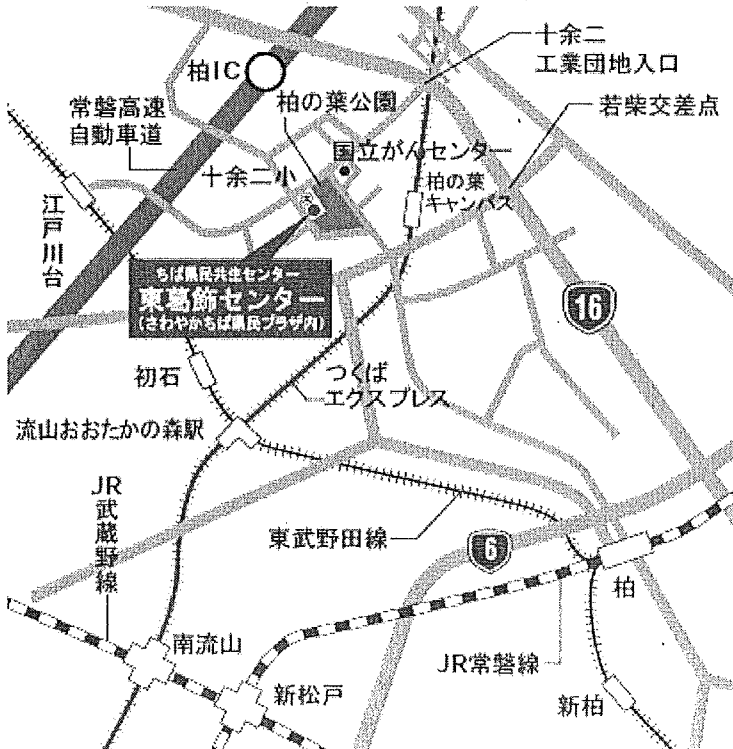 十余二
工業団地入口
柏IC
柏の葉公園
常磐高速
自動車道
若柴交差点
国立がんセンター
十余二小
柏の葉
キャンパス
江戸川台
ちば県民共生センター
東葛飾センター
(さわやかちば県民プラザ内)
16
初石
つくば
エクスプレス
流山おおたかの森駅
JR武蔵野線
東武野田線
6
柏
南流山
JR常磐線
新松戸
新柏